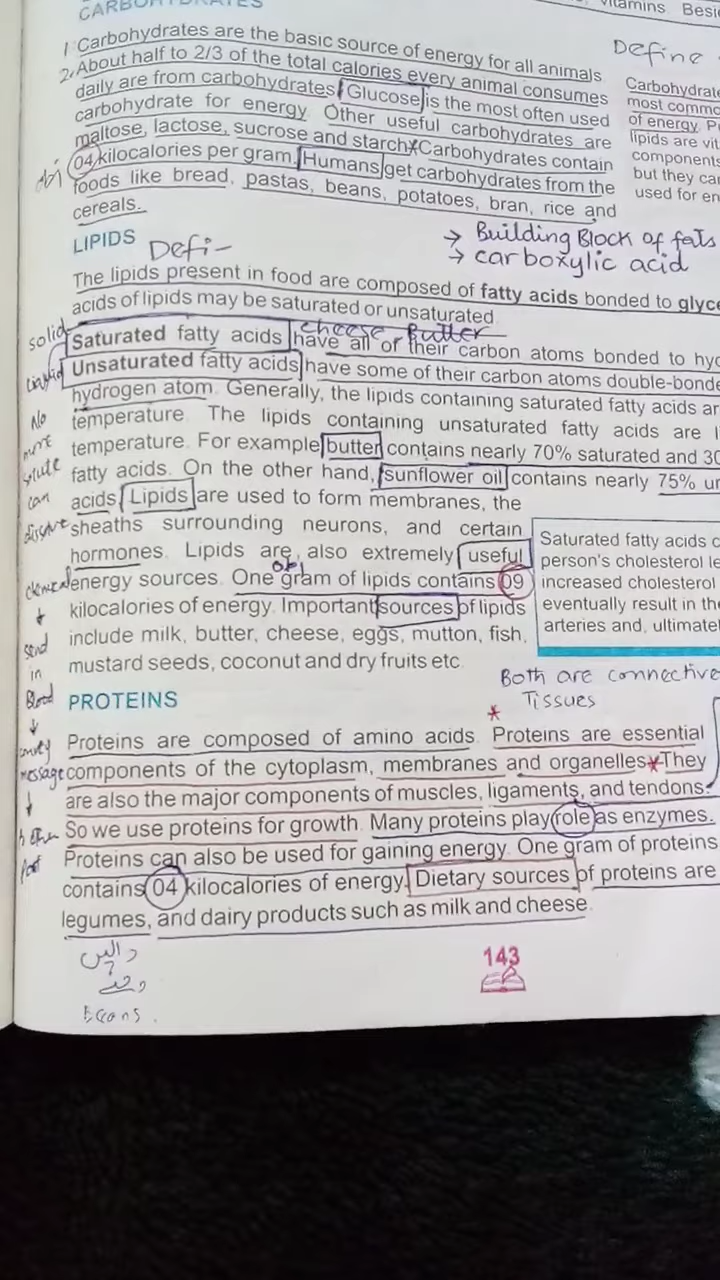 CARBOHYDRATES
vitamins. Besi
Define
1 Carbohydrates are the basic source of energy for all animals
2. About half to 2/3 of the total calories every animal consumes
daily are from carbohydrates Glucose is the most often used
carbohydrate for energy. Other useful carbohydrates are
maltose, lactose, sucrose and starch Carbohydrates contain
04 kilocalories per gram. Humans get carbohydrates from the
foods like bread, pastas, beans, potatoes, bran, rice and
cereals.
Carbohydrate
most commo
of energy. P
lipids are vit
components
but they ca
used for en
LIPIDS Defi-
→ Building Block of fats
→ carboxylic acid
The lipids present in food are composed of fatty acids bonded to glyce
acids of lipids may be saturated or unsaturated.
solid
cheese Butter
Saturated fatty acids have all of their carbon atoms bonded to hyd
Unsaturated fatty acids have some of their carbon atoms double-bonde
hydrogen atom. Generally, the lipids containing saturated fatty acids ar
No temperature. The lipids containing unsaturated fatty acids are l
more temperature. For example butter contains nearly 70% saturated and 30
solute fatty acids. On the other hand, sunflower oil contains nearly 75% un
can acids. Lipids are used to form membranes, the
sheaths surrounding neurons, and certain
hormones. Lipids are also extremely useful
energy sources. One gram of lipids contains 09
kilocalories of energy. Important sources of lipids
send include milk, butter, cheese, eggs, mutton, fish,
in mustard seeds, coconut and dry fruits etc.
Saturated fatty acids c
person's cholesterol le
increased cholesterol
eventually result in the
arteries and, ultimatel
Both are connective
Tissues
Blood PROTEINS
Proteins are composed of amino acids. Proteins are essential
message components of the cytoplasm, membranes and organelles They
are also the major components of muscles, ligaments, and tendons.
So we use proteins for growth. Many proteins play role as enzymes.
Proteins can also be used for gaining energy. One gram of proteins
contains 04 kilocalories of energy. Dietary sources of proteins are
legumes, and dairy products such as milk and cheese.
دالیں
143